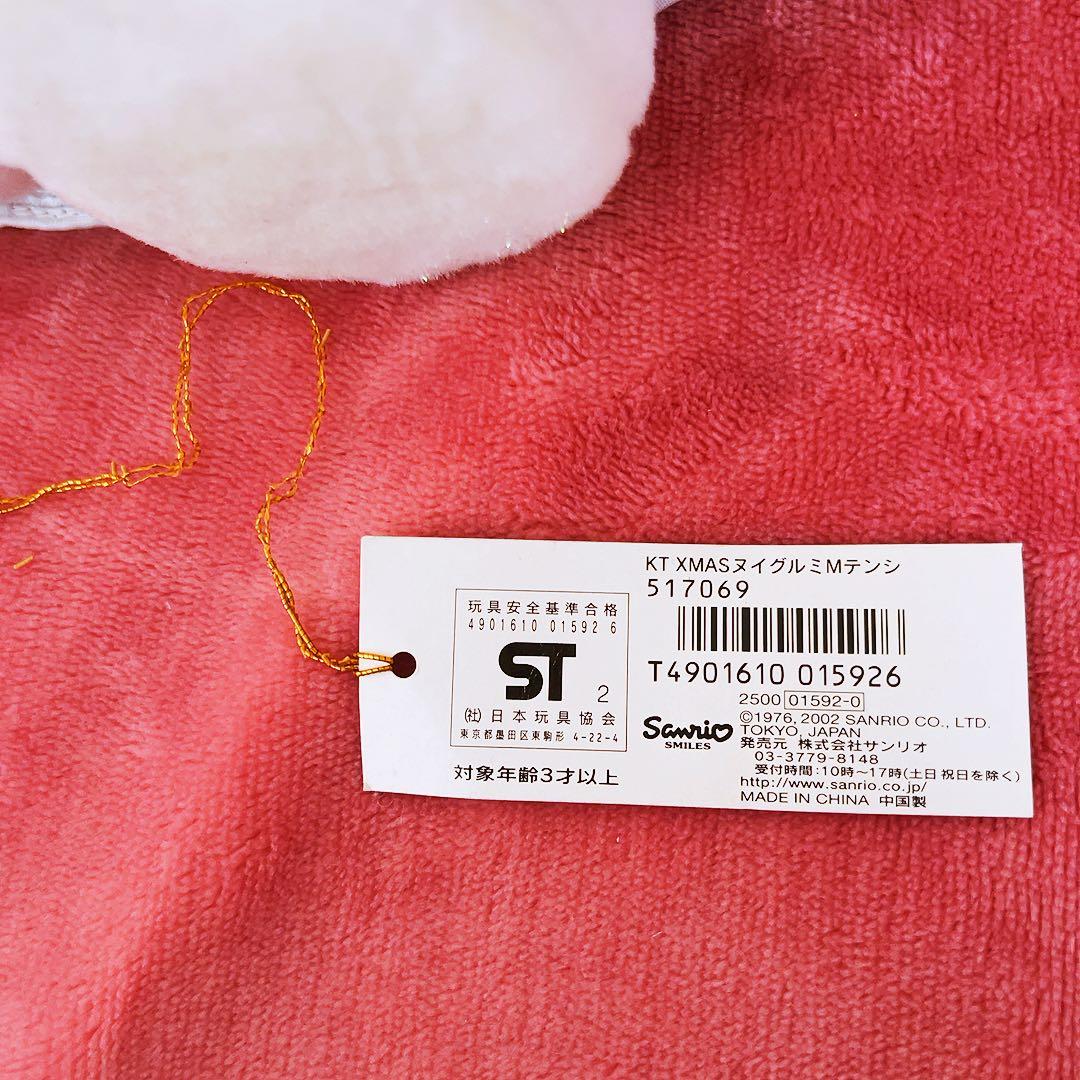 KT XMASヌイグルミMテンシ
517069
T4901610 015926
2500 01592-0
Sanrio
SMILES
©1976, 2002 SANRIO CO., LTD.
TOKYO, JAPAN
発売元 株式会社サンリオ
03-3779-8148
受付時間:10時～17時(土日祝日を除く)
http://www.sanrio.co.jp/
MADE IN CHINA 中国製
玩具安全基準合格
4901610 01592 6
ST 2
(社)日本玩具協会
東京都墨田区東駒形 4-22-4
対象年齢3才以上